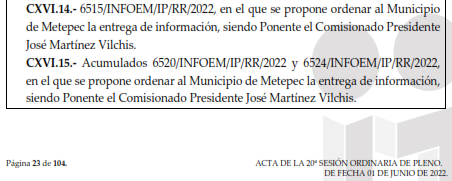 CXVI.14.- 6515/INFOEM/IP/RR/2022, en el que se propone ordenar al Municipio
de Metepec la entrega de información, siendo Ponente el Comisionado Presidente
José Martínez Vilchis.
CXVI.15.- Acumulados 6520/INFOEM/IP/RR/2022 y 6524/INFOEM/IP/RR/2022,
en el que se propone ordenar al Municipio de Metepec la entrega de información,
siendo Ponente el Comisionado Presidente José Martínez Vilchis.
Página 23 de 104.
ACTA DE LA 20ª SESIÓN ORDINARIA DE PLENO,
DE FECHA 01 DE JUNIO DE 2022.